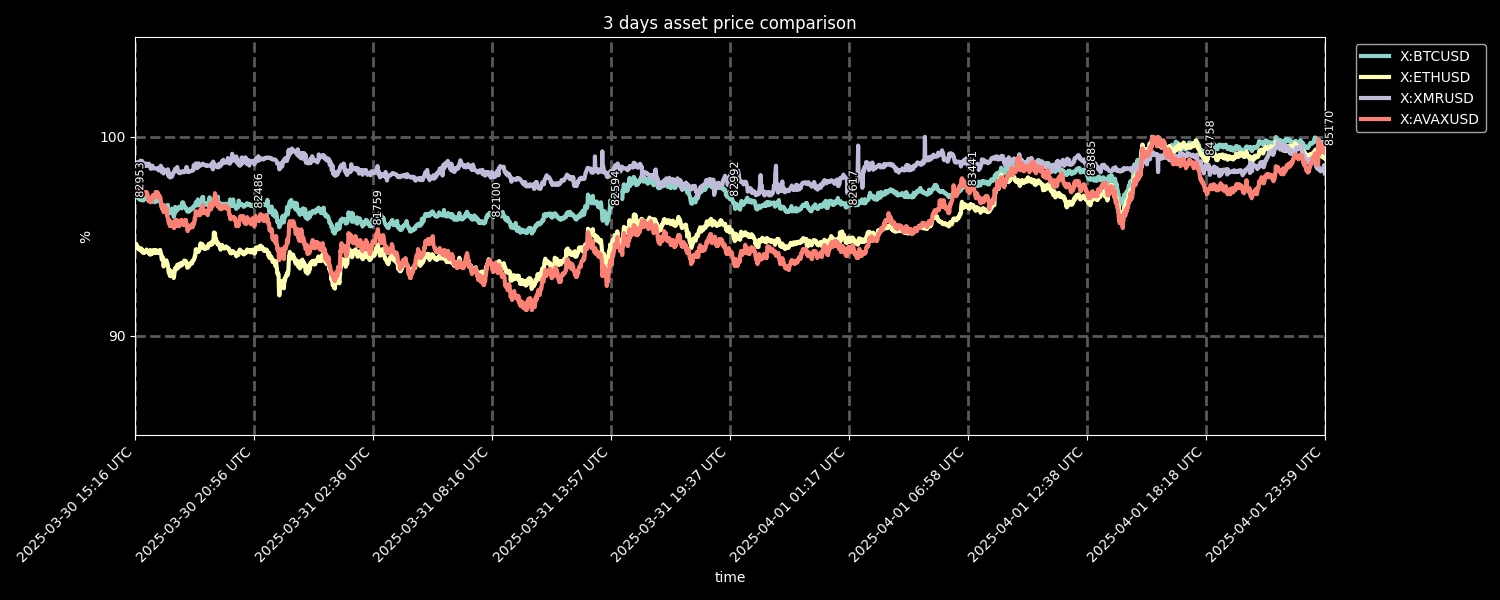 3 days asset price comparison
X:BTCUSD
X:ETHUSD
X:XMRUSD
X:AVAXUSD
100
90
%
82953
82486
81759
82100
82594
82992
82617
83441
83885
84758
85170
2025-03-30 15:16 UTC
2025-03-30 20:56 UTC
2025-03-31 02:36 UTC
2025-03-31 08:16 UTC
2025-03-31 13:57 UTC
2025-03-31 19:37 UTC
2025-04-01 01:17 UTC
2025-04-01 06:58 UTC
2025-04-01 12:38 UTC
2025-04-01 18:18 UTC
2025-04-01 23:59 UTC
time